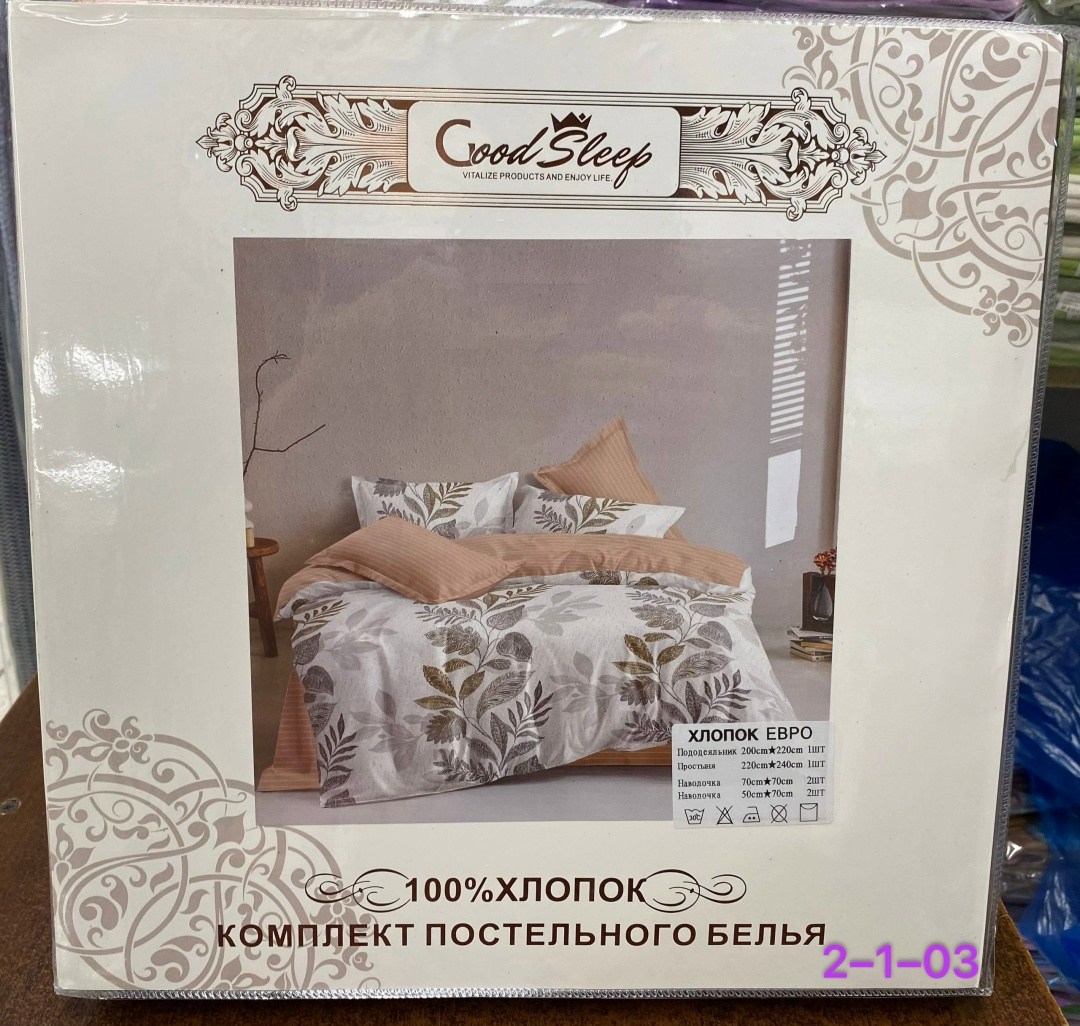 Good Sleep
VITALIZE PRODUCTS AND ENJOY LIFE.
ХЛОПОК ЕВРО
Пододеяльник 200cm★220cm 1ШТ
Простыня 220cm★240cm 1ШТ
Наволочка 70cm★70cm 2ШТ
Наволочка 50cm★70cm 2ШТ
30C
100%ХЛОПОК
КОМПЛЕКТ ПОСТЕЛЬНОГО БЕЛЬЯ
2-1-03